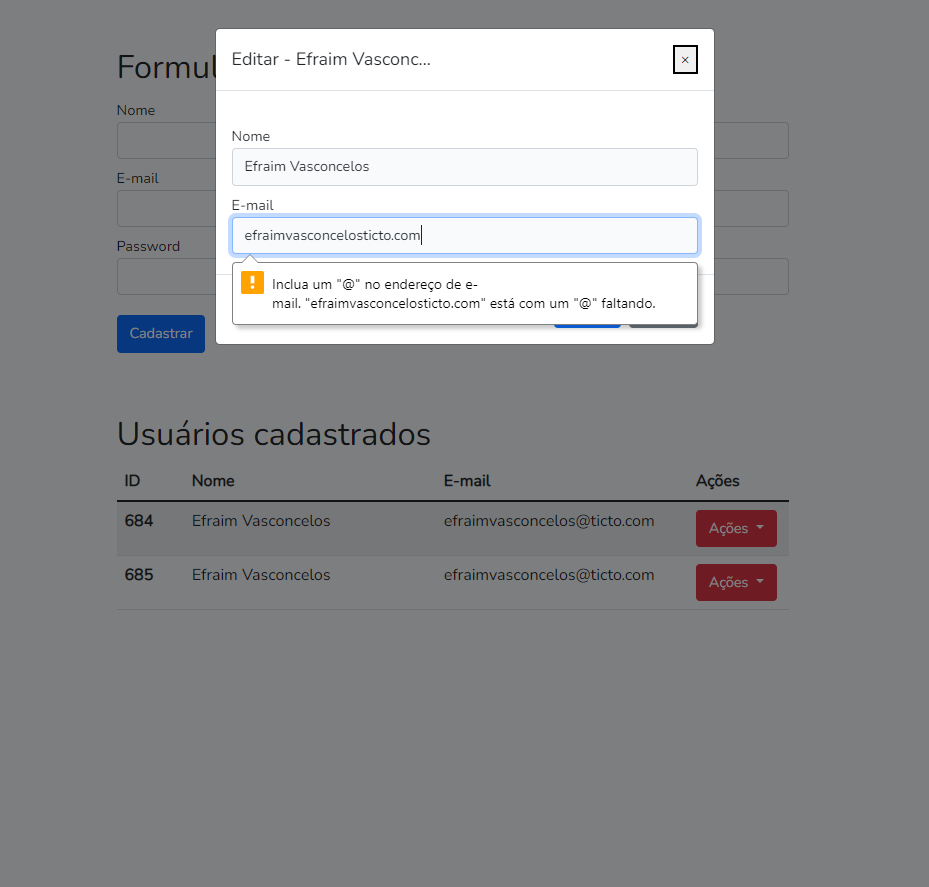 Editar - Efraim Vasconc...
×
Formul
Nome
E-mail
Password
Cadastrar
Nome
Efraim Vasconcelos
E-mail
efraimvasconcelosticto.com
Inclua um "@" no endereço de e-
mail. "efraimvasconcelosticto.com" está com um "@" faltando.
Usuários cadastrados
ID Nome E-mail Ações
684 Efraim Vasconcelos efraimvasconcelos@ticto.com Ações
685 Efraim Vasconcelos efraimvasconcelos@ticto.com Ações